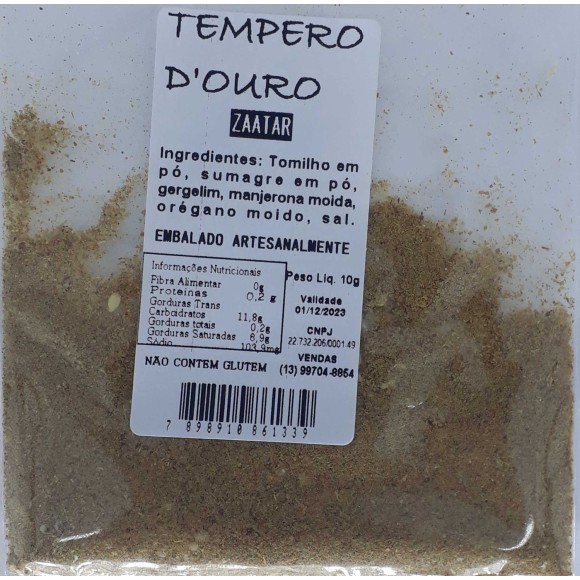 TEMPERO
D'OURO
ZAATAR
Ingredientes: Tomilho em
pó, sumagre em pó,
gergelim, manjerona moida,
orégano moido, sal.
EMBALADO ARTESANALMENTE
Informações Nutricionais
Fibra Alimentar 0g
Proteinas 0,2 g
Gorduras Trans
Carboidratos 11,8g
Gorduras totais 0,2g
Gorduras Saturadas 8,9g
Sódio 103,9mg
Peso Liq. 10g
Validade
01/12/2023
CNPJ
22.732.206/0001.49
VENDAS
(13) 99704-8854
NÃO CONTEM GLUTEM
7 898910 861339